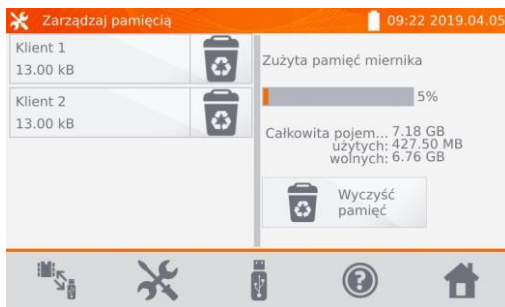 Zarządzaj pamięcią
09:22 2019.04.05
Klient 1
13.00 kB
Klient 2
13.00 kB
Zużyta pamięć miernika
5%
Całkowita pojem... 7.18 GB
użytych: 427.50 MB
wolnych: 6.76 GB
Wyczyść
pamięć
?